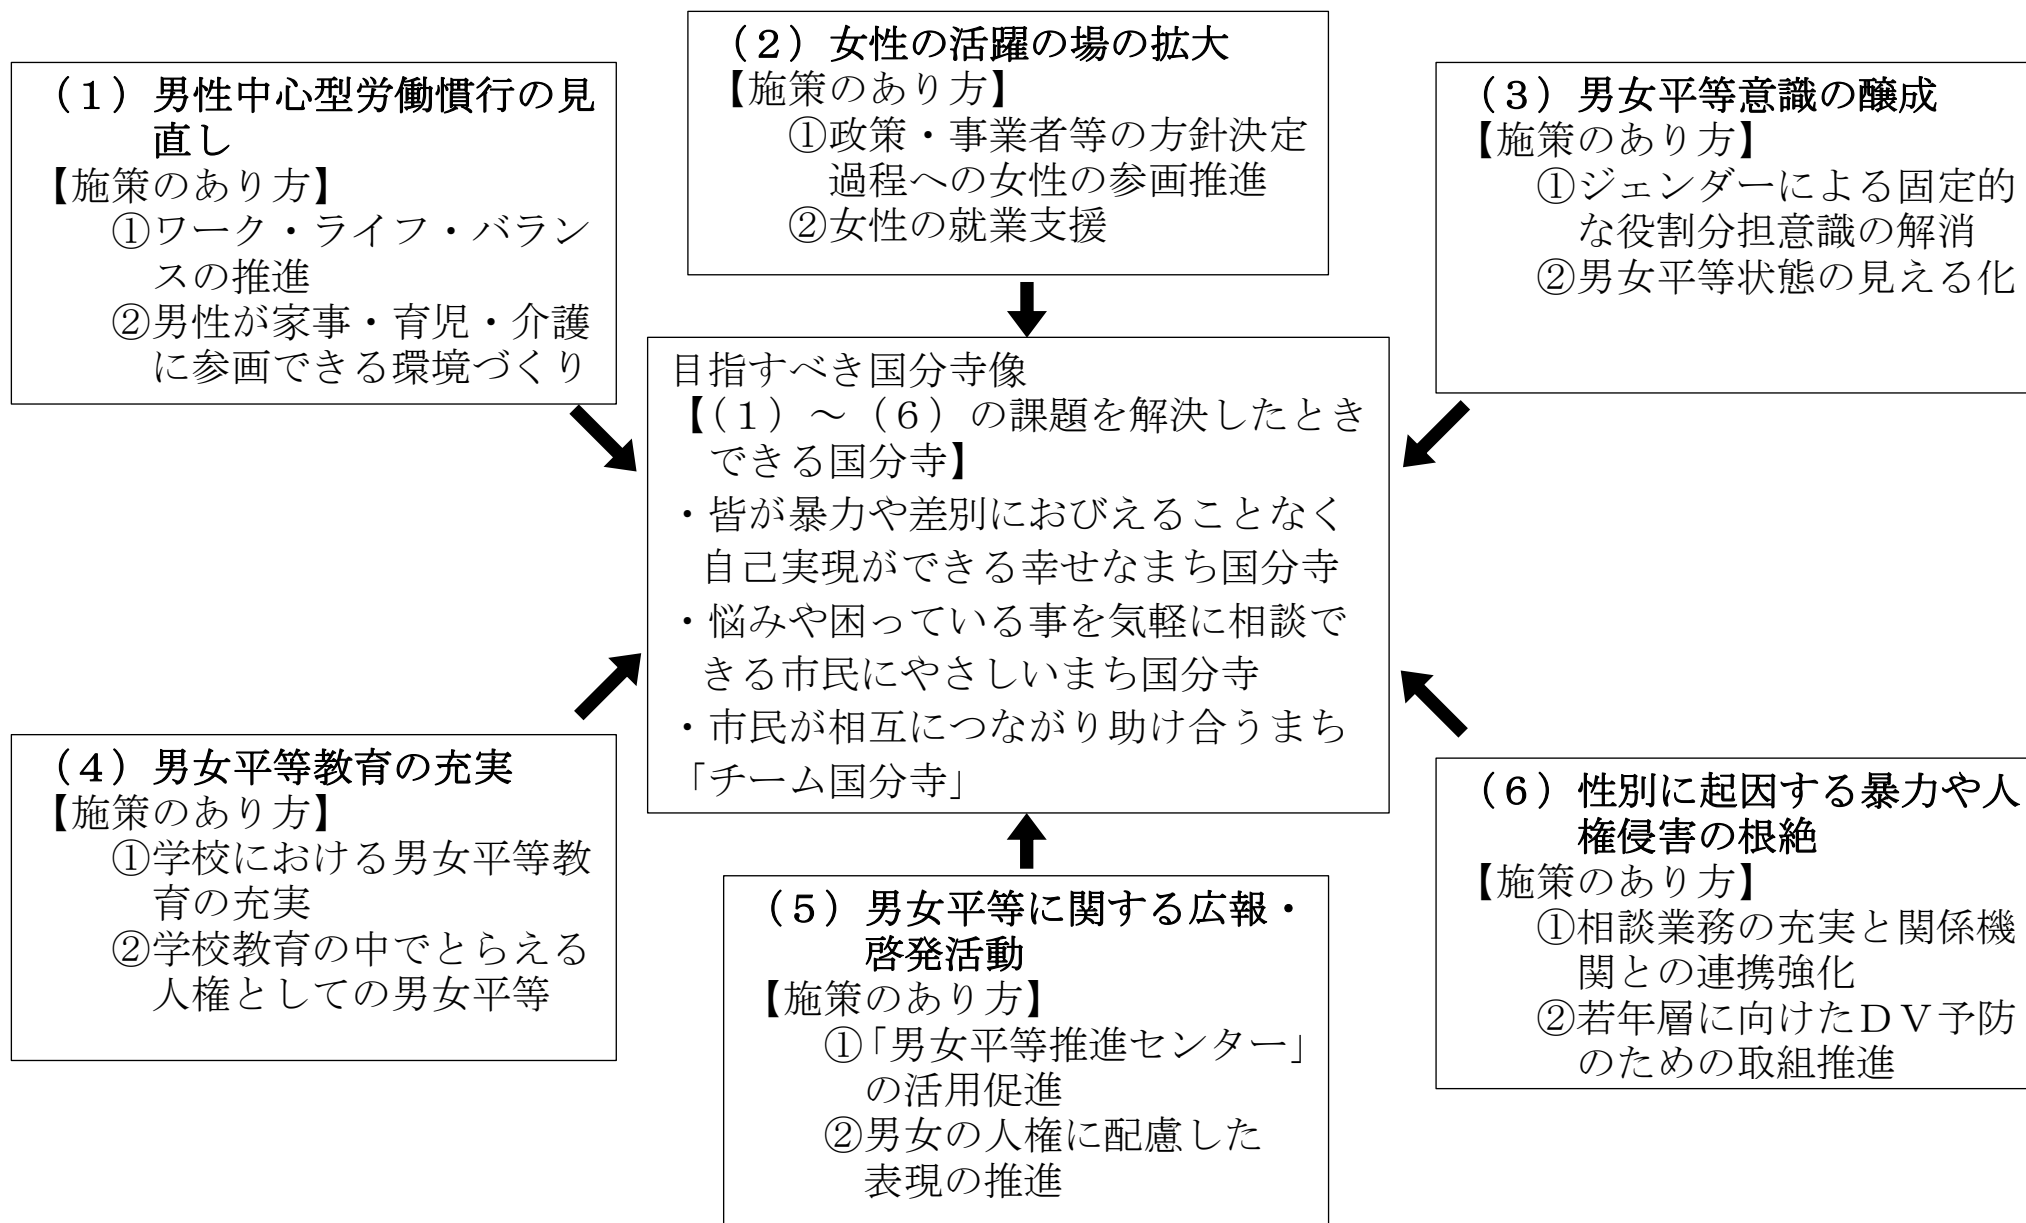 （１）男性中心型労働慣行の見
直し
【施策のあり方】
①ワーク・ライフ・バラン
スの推進
②男性が家事・育児・介護
に参画できる環境づくり
（２）女性の活躍の場の拡大
【施策のあり方】
①政策・事業者等の方針決定
過程への女性の参画推進
②女性の就業支援
（３）男女平等意識の醸成
【施策のあり方】
①ジェンダーによる固定的
な役割分担意識の解消
②男女平等状態の見える化
目指すべき国分寺像
【（１）～（６）の課題を解決したとき
できる国分寺】
・皆が暴力や差別におびえることなく
自己実現ができる幸せなまち国分寺
・悩みや困っている事を気軽に相談で
きる市民にやさしいまち国分寺
・市民が相互につながり助け合うまち
「チーム国分寺」
（４）男女平等教育の充実
【施策のあり方】
①学校における男女平等教
育の充実
②学校教育の中でとらえる
人権としての男女平等
（５）男女平等に関する広報・
啓発活動
【施策のあり方】
①「男女平等推進センター」
の活用促進
②男女の人権に配慮した
表現の推進
（６）性別に起因する暴力や人
権侵害の根絶
【施策のあり方】
①相談業務の充実と関係機
関との連携強化
②若年層に向けたＤＶ予防
のための取組推進